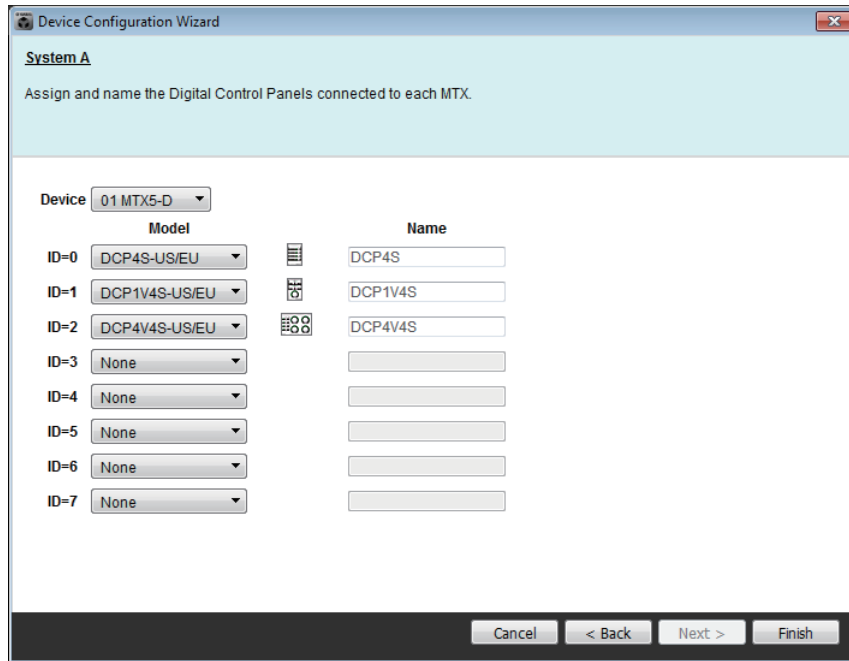 Device Configuration Wizard
System A
Assign and name the Digital Control Panels connected to each MTX.
Device 01 MTX5-D
Model Name
ID=0 DCP4S-US/EU DCP4S
ID=1 DCP1V4S-US/EU DCP1V4S
ID=2 DCP4V4S-US/EU DCP4V4S
ID=3 None
ID=4 None
ID=5 None
ID=6 None
ID=7 None
Cancel < Back Next > Finish